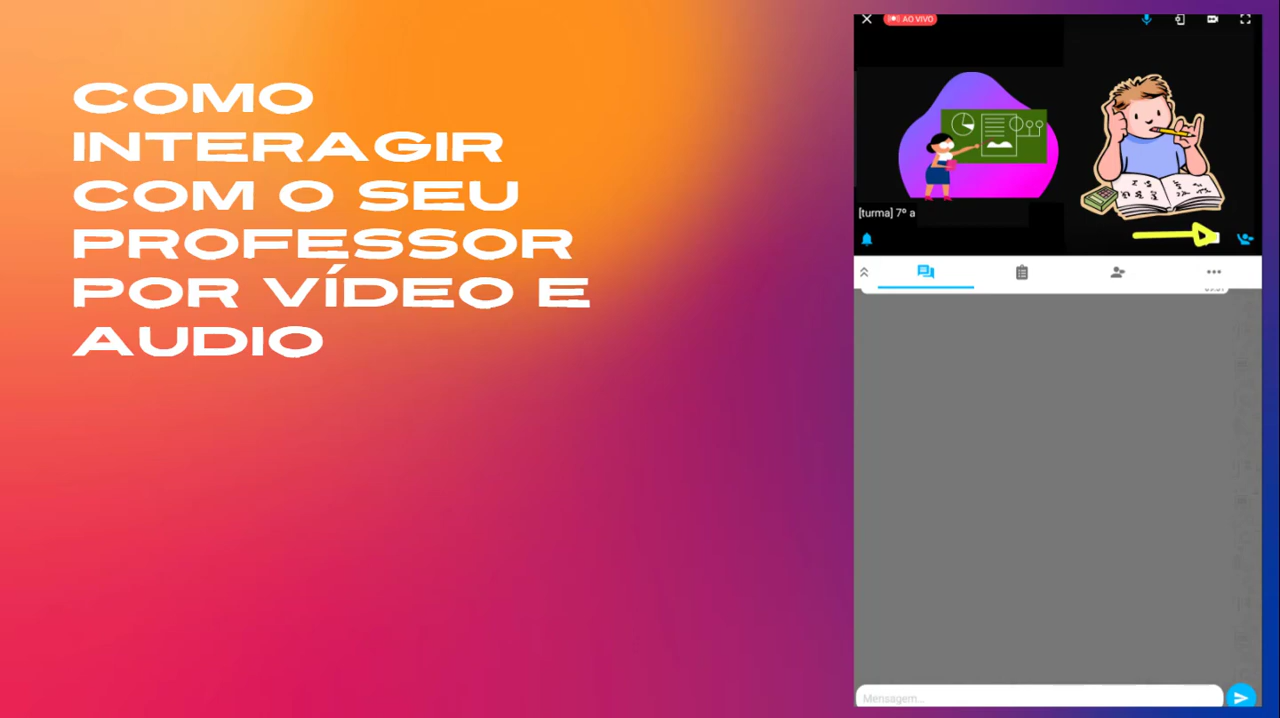 COMO
INTERAGIR
COM O SEU
PROFESSOR
POR VÍDEO E
AUDIO
AO VIVO
[turma] 7º a
Mensagem...